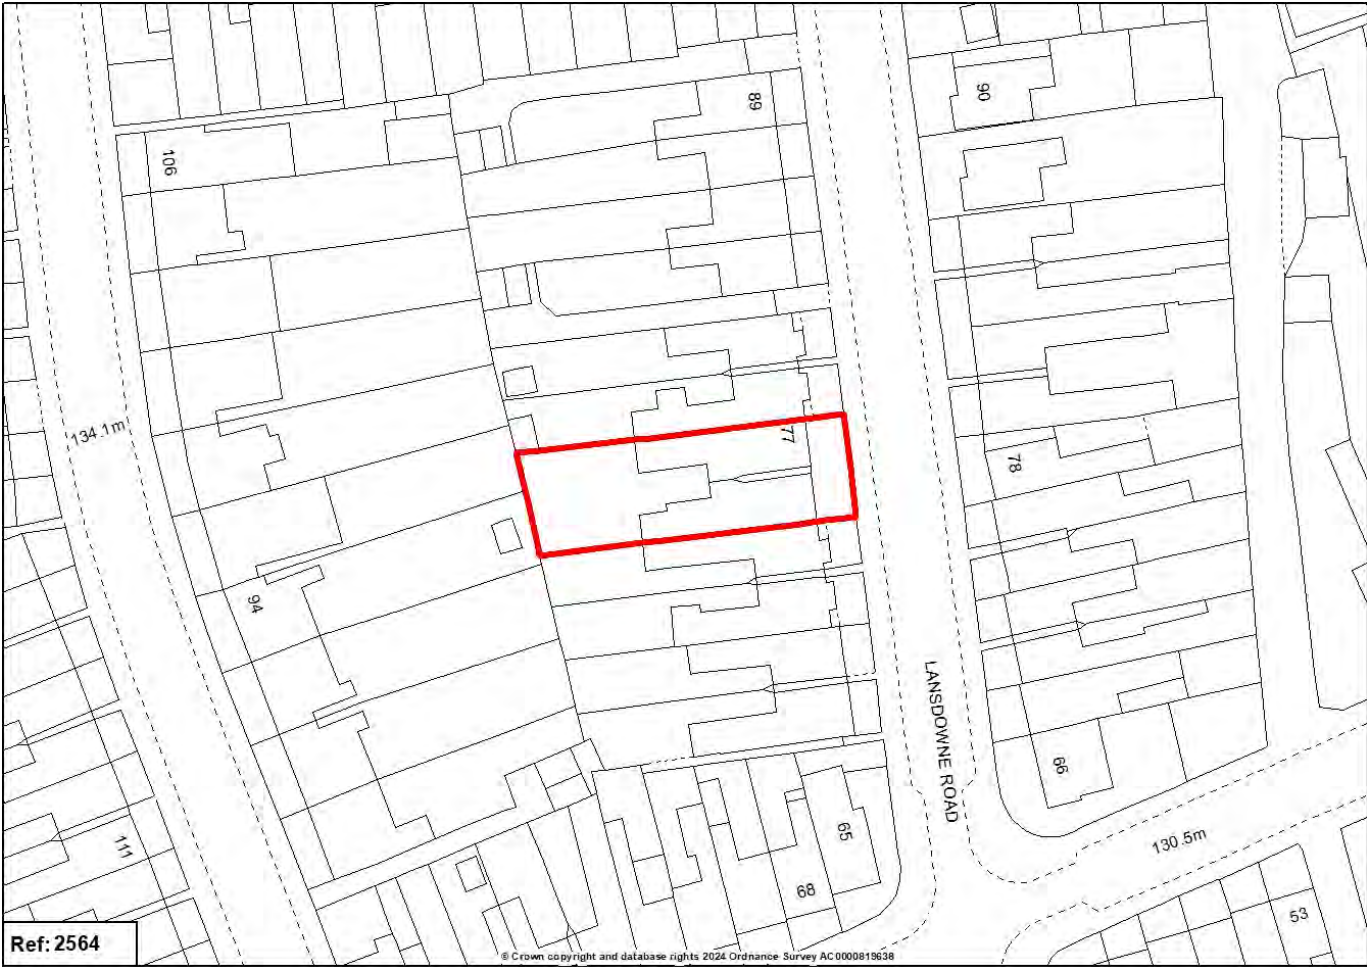 89
90
106
134.1m
77
78
94
LANSDOWNE ROAD
66
111
65
68
130.5m
53
Ref: 2564
© Crown copyright and database rights 2024 Ordnance Survey AC0000819638